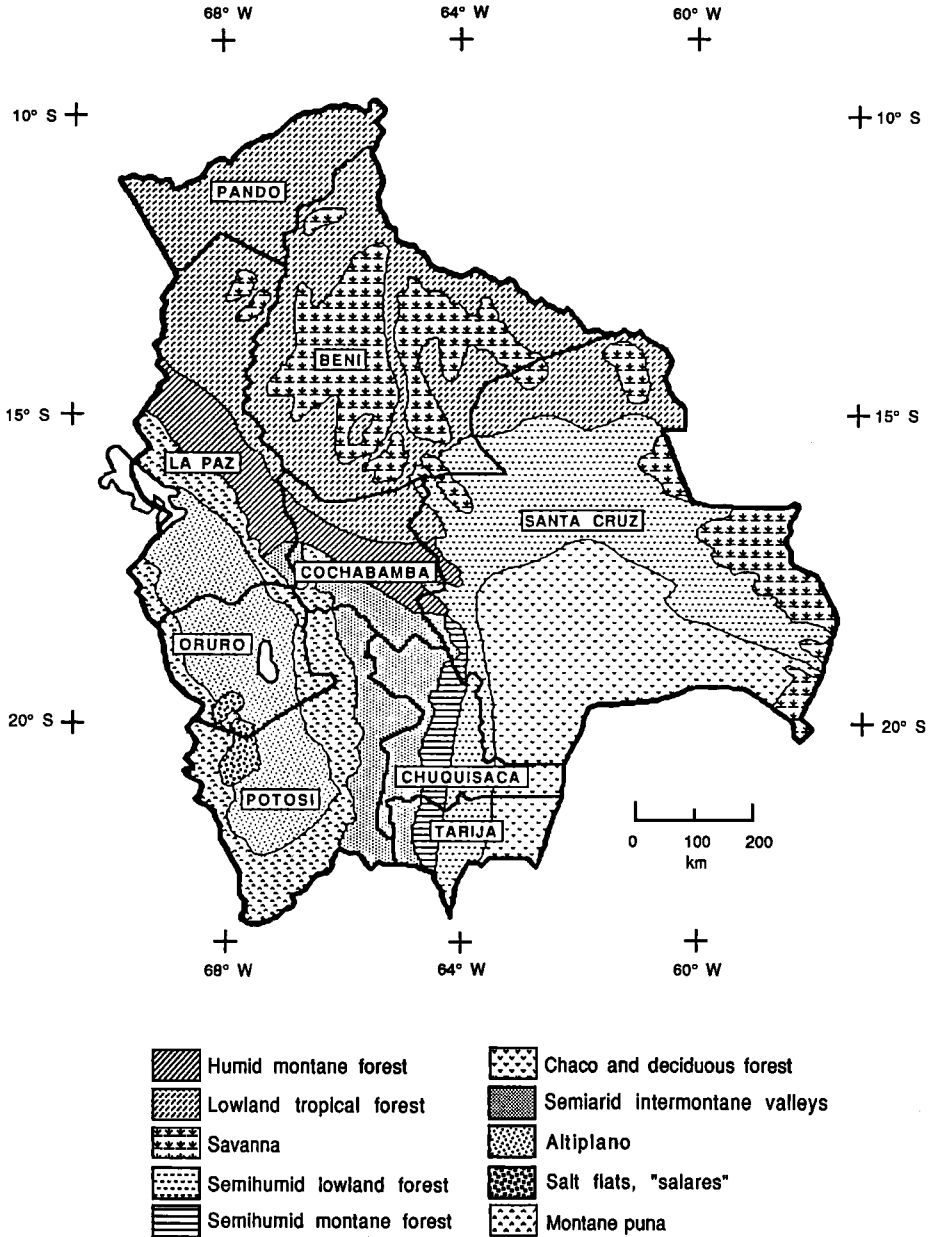 68° W 64° W 60° W
10° S 10° S
PANDO
BENI
15° S 15° S
LA PAZ
SANTA CRUZ
COCHABAMBA
ORURO
20° S 20° S
CHUQUISACA
POTOSI
TARIJA
0 100 200
km
68° W 64° W 60° W
Humid montane forest
Lowland tropical forest
Savanna
Semihumid lowland forest
Semihumid montane forest
Chaco and deciduous forest
Semiarid intermontane valleys
Altiplano
Salt flats, "salares"
Montane puna